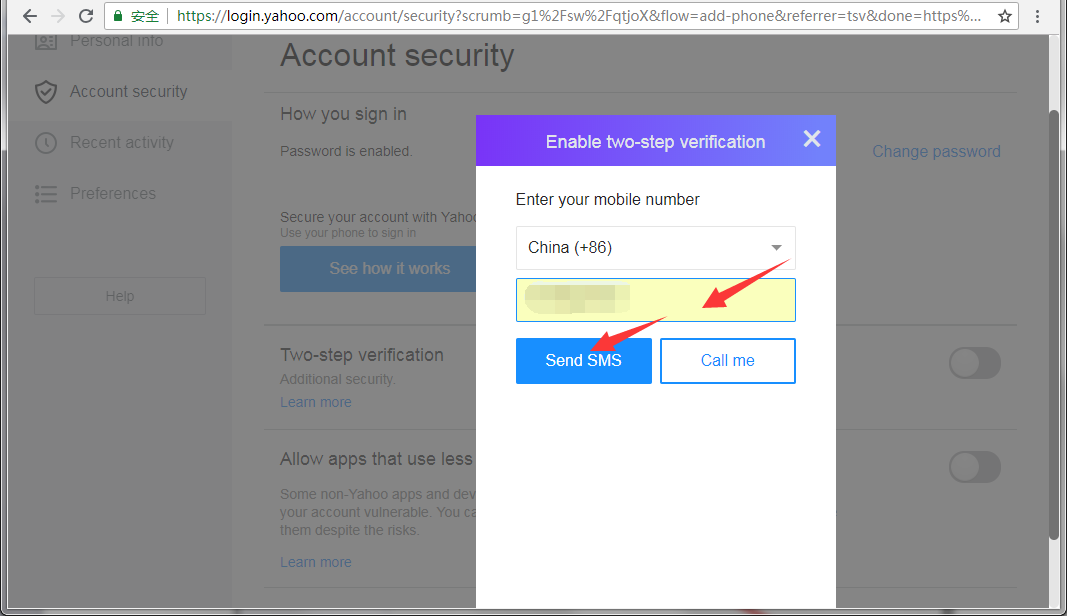 安全
https://login.yahoo.com/account/security?scrumb=g1%2Fsw%2FqtjoX&flow=add-phone&referrer=tsv&done=https%...
Personal info
Account security
Recent activity
Preferences
Help
Account security
How you sign in
Password is enabled.
Change password
Secure your account with Yahoo
Use your phone to sign in
See how it works
Two-step verification
Additional security.
Learn more
Allow apps that use less
Some non-Yahoo apps and dev
your account vulnerable. You ca
them despite the risks.
Learn more
Enable two-step verification
Enter your mobile number
China (+86)
Send SMS
Call me